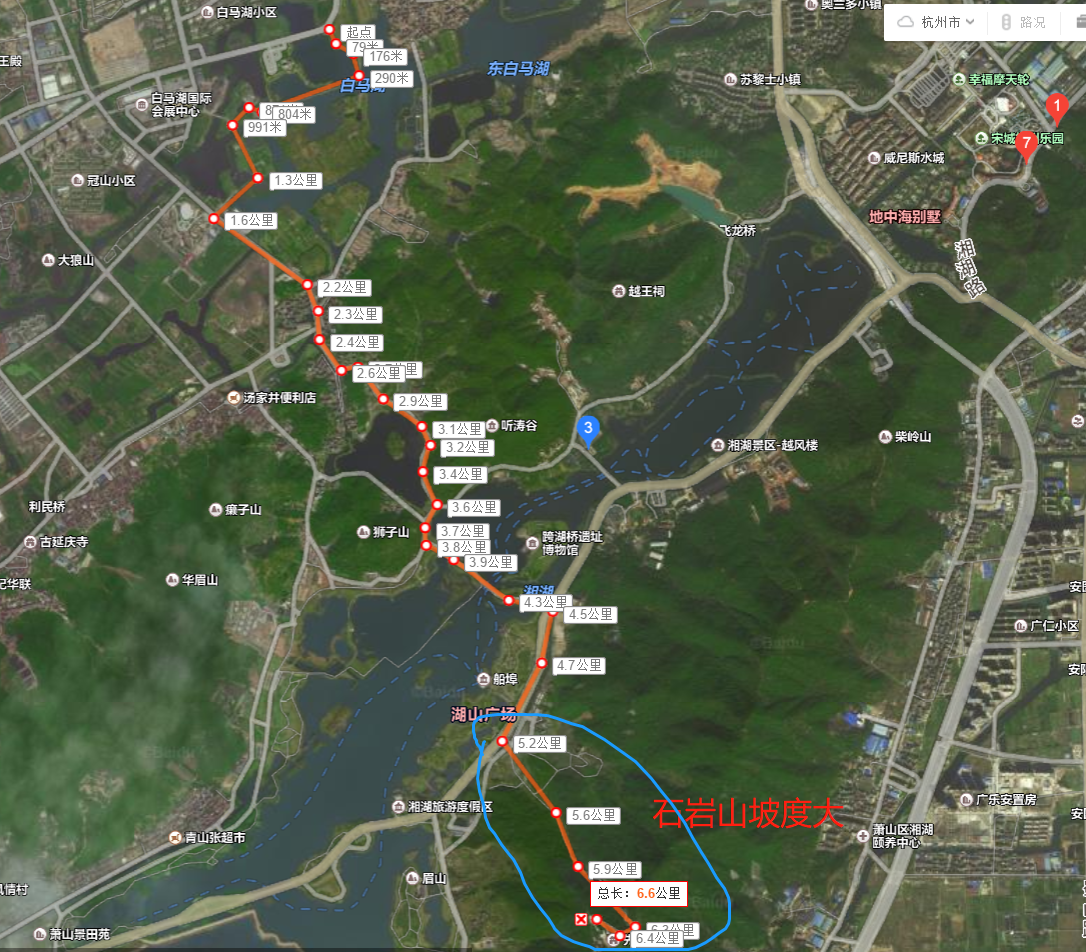 白马湖小区
奥兰多小镇
杭州市
路况
起点
79米
176米
王殿
东白马湖
290米
白马湖
苏黎士小镇
幸福摩天轮
白马湖国际
会展中心
804米
1
991米
7
威尼斯水城
冠山小区
1.3公里
1.6公里
地中海别墅
飞龙桥
湘湖路
大狼山
2.2公里
越王祠
2.3公里
2.4公里
2.6公里
汤家井便利店
2.9公里
3.1公里
听涛谷
3
柴岭山
3.2公里
湘湖景区-越风楼
3.4公里
利民桥
癞子山
3.6公里
狮子山
3.7公里
跨湖桥遗址
博物馆
古延庆寺
3.8公里
3.9公里
华眉山
湘湖
4.3公里
4.5公里
广仁小区
4.7公里
船埠
湖山广场
5.2公里
湘湖旅游度假区
5.6公里
石岩山坡度大
广乐安置房
青山张超市
萧山区湘湖
颐养中心
5.9公里
眉山
总长：6.6公里
6.4公里
萧山景田苑